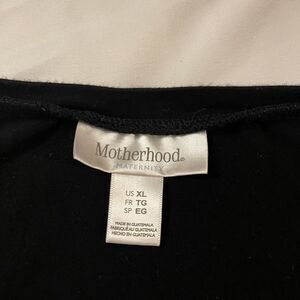 Motherhood®
MATERNITY
US XL
FR TG
SP EG
MADE IN GUATEMALA
FABRIQUÉ AU GUATEMALA
HECHO EN GUATEMALA